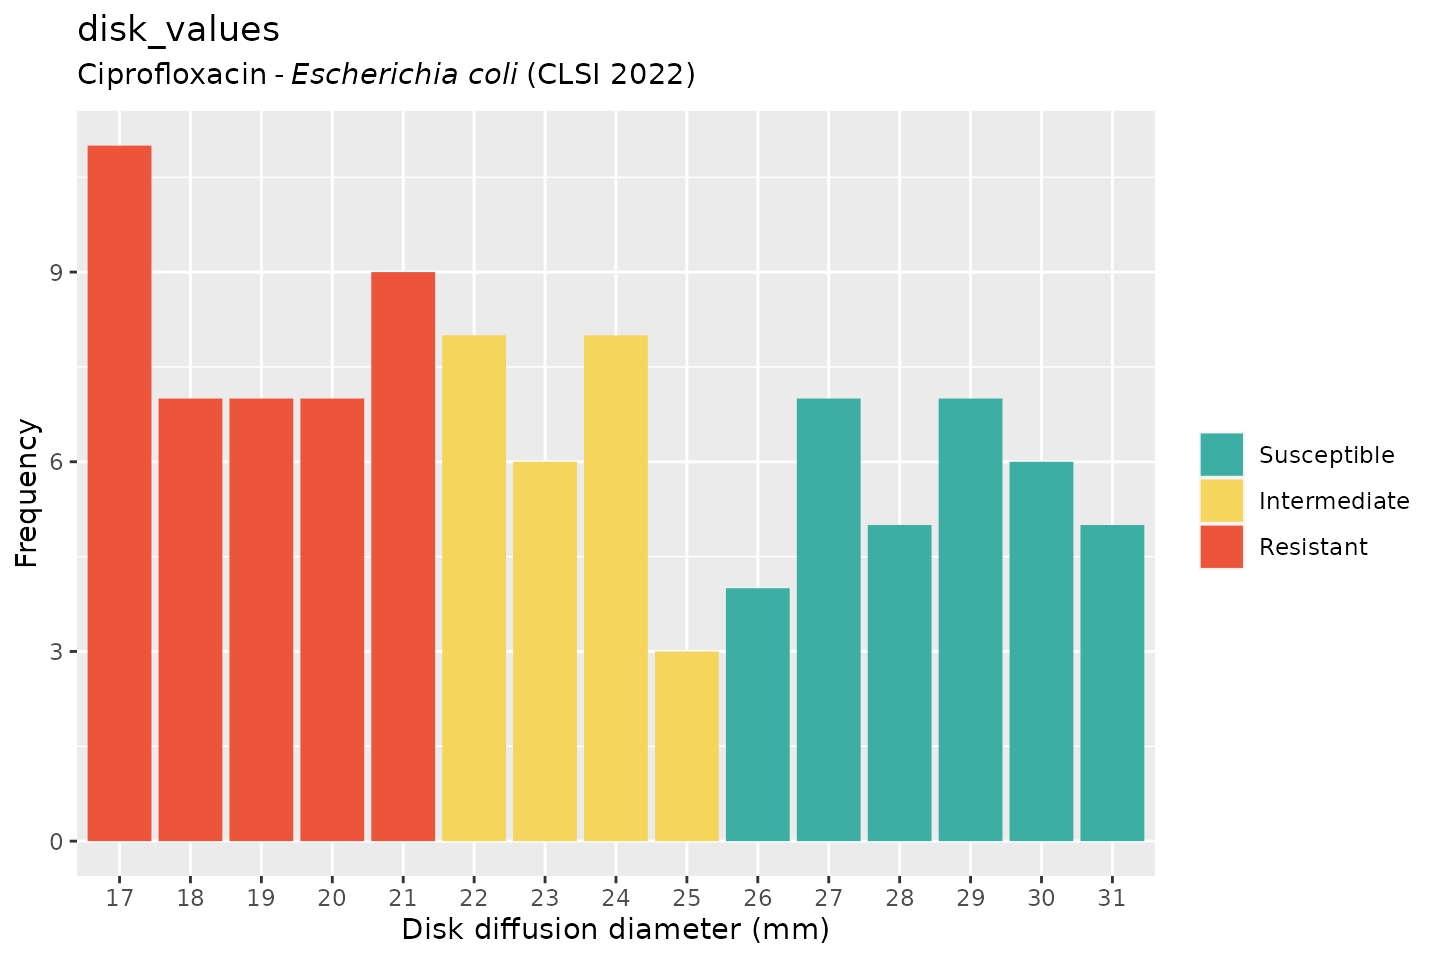 disk_values
Ciprofloxacin - Escherichia coli (CLSI 2022)
Frequency
9
6
3
0
17 18 19 20 21 22 23 24 25 26 27 28 29 30 31
Disk diffusion diameter (mm)
Susceptible
Intermediate
Resistant